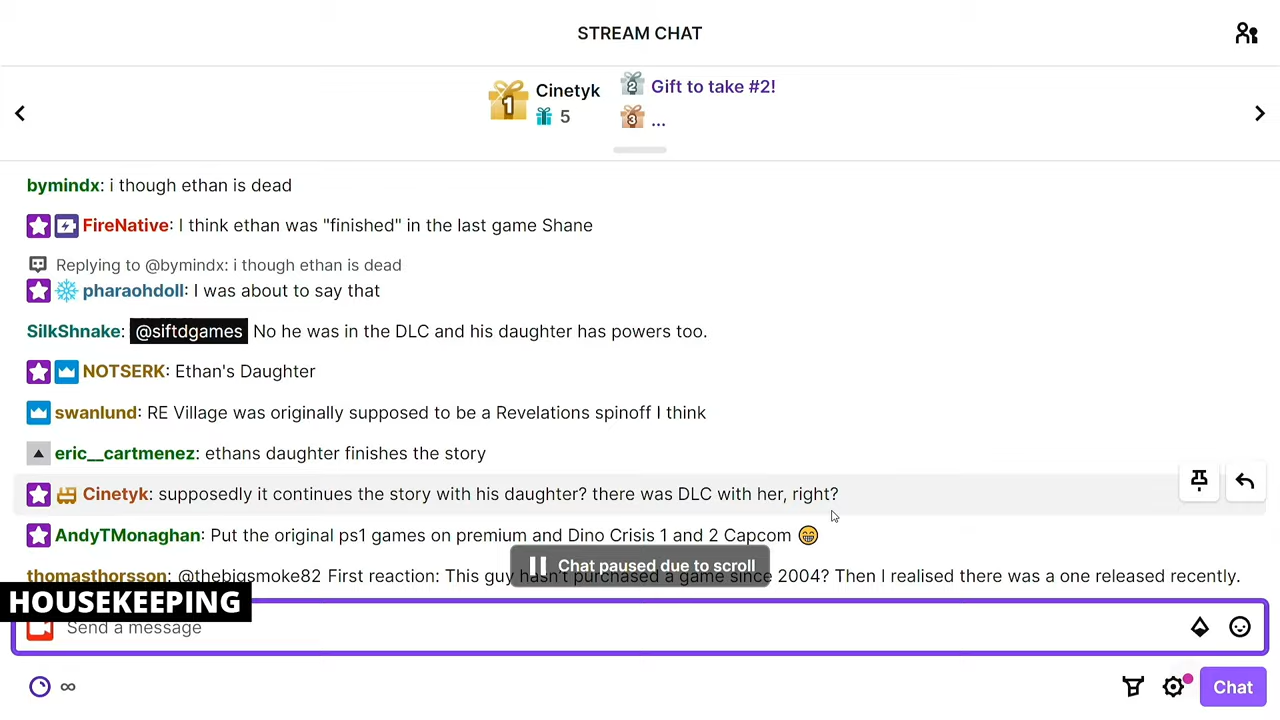 STREAM CHAT
1 Cinetyk
5
2 Gift to take #2!
3 ...
bymindx: i though ethan is dead
FireNative: I think ethan was "finished" in the last game Shane
Replying to @bymindx: i though ethan is dead
pharaohdoll: I was about to say that
SilkShnake: @siftdgames No he was in the DLC and his daughter has powers too.
NOTSERK: Ethan's Daughter
swanlund: RE Village was originally supposed to be a Revelations spinoff I think
eric__cartmenez: ethans daughter finishes the story
Cinetyk: supposedly it continues the story with his daughter? there was DLC with her, right?
AndyTMonaghan: Put the original ps1 games on premium and Dino Crisis 1 and 2 Capcom 😁
Chat paused due to scroll
thomasthorsson: @thebigsmoke82 First reaction: This guy hasn't purchased a game since 2004? Then I realised there was a one released recently.
HOUSEKEEPING
Send a message
∞
Chat